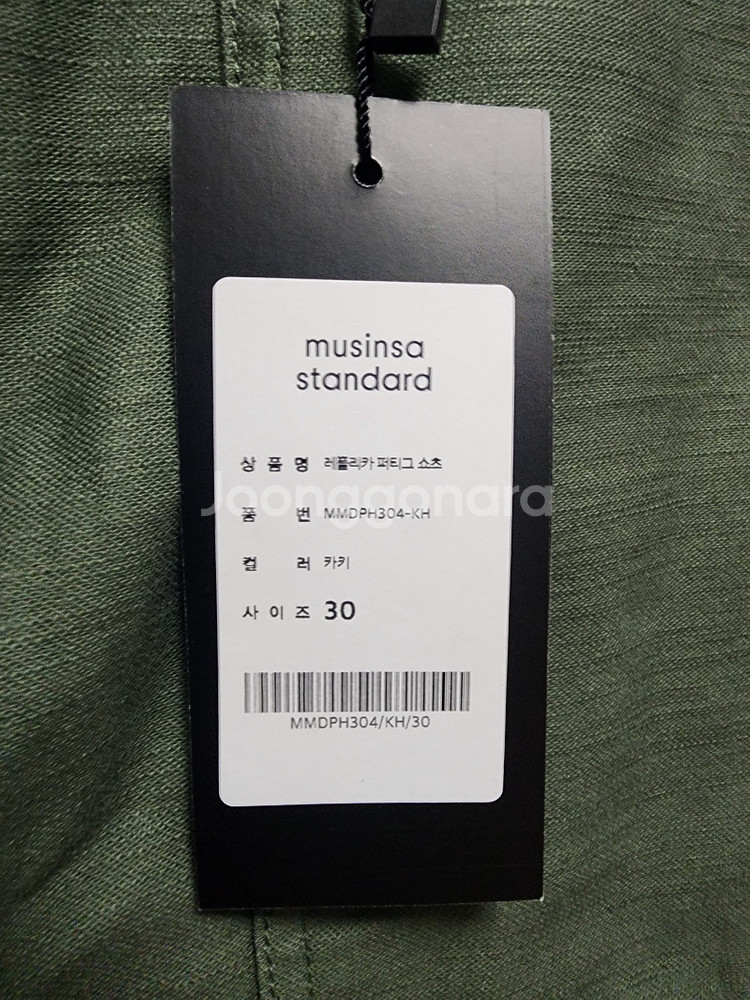 musinsa
standard
상품명 레플리카 퍼티그 쇼츠
Joonggonara
품번 MMDPH304-KH
컬러 카키
사이즈 30
MMDPH304/KH/30